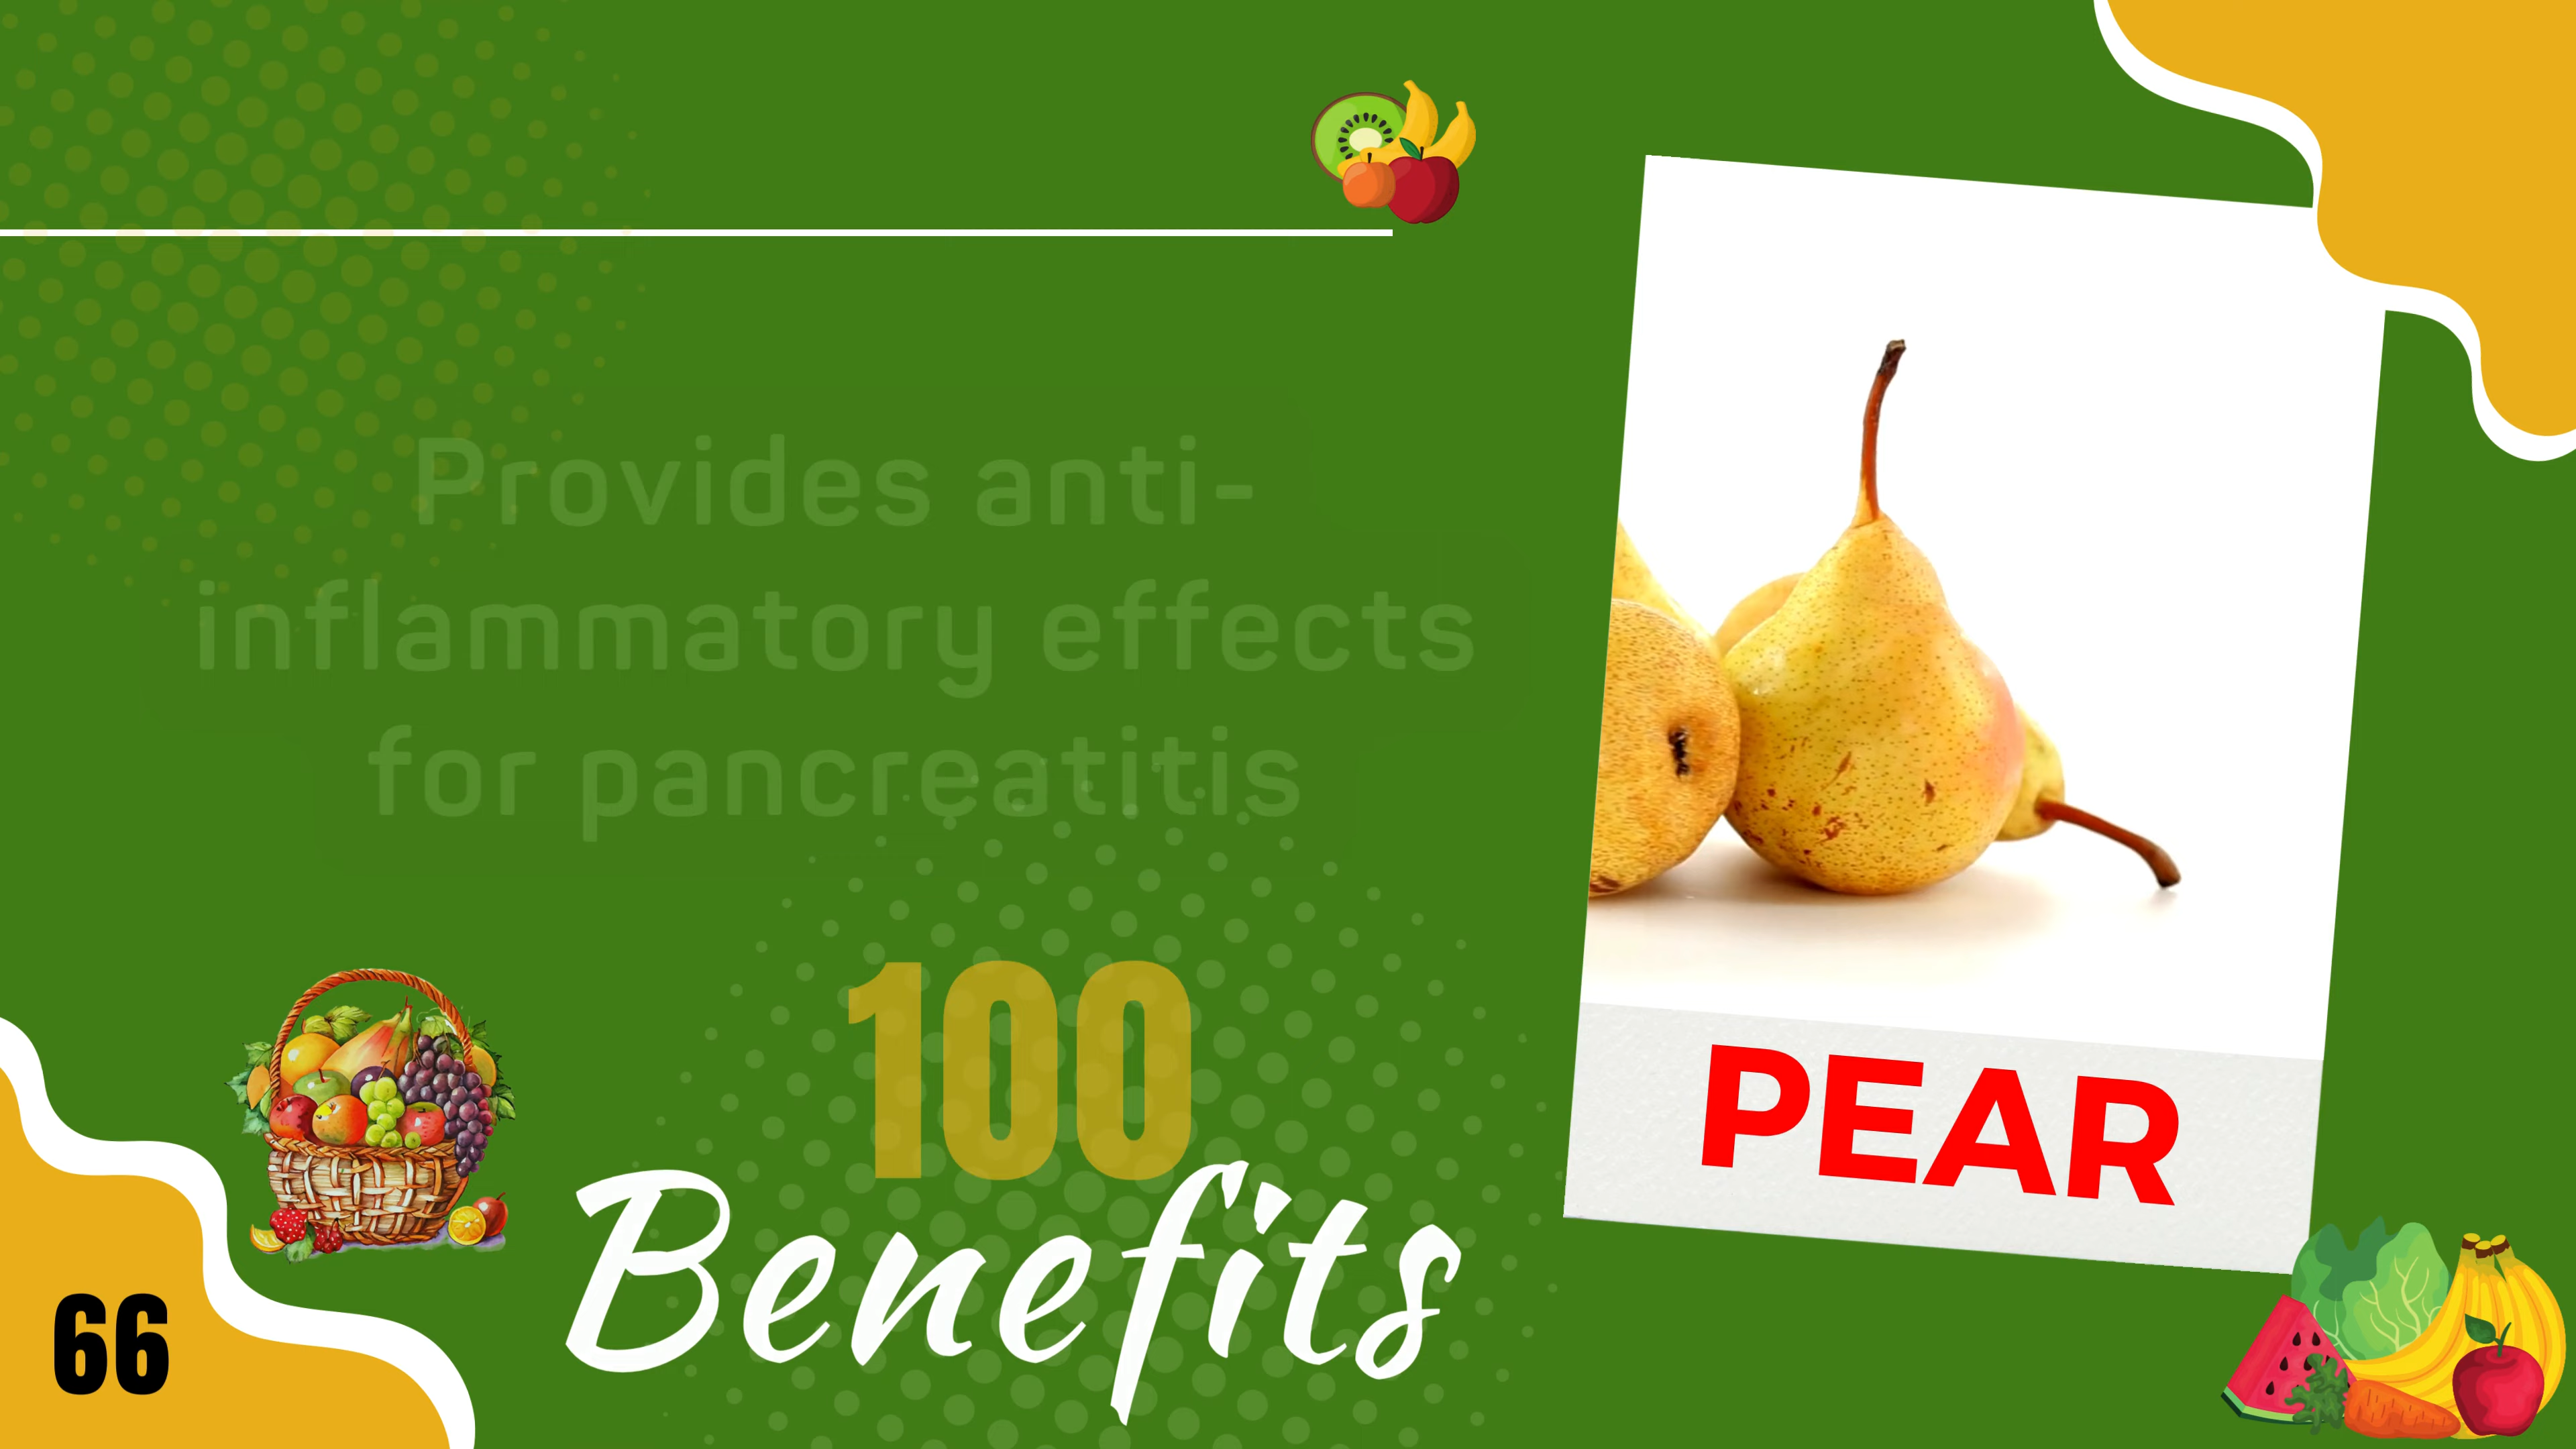 Provides anti-
inflammatory effects
for pancreatitis
100
Benefits
PEAR
66